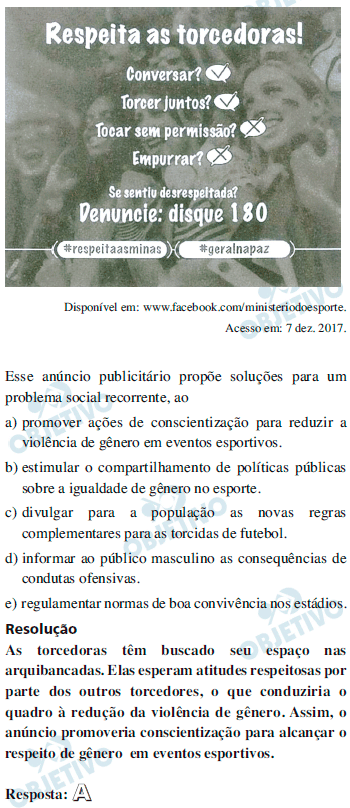 Respeita as torcedoras!
Conversar?
Torcer juntos?
Tocar sem permissão?
Empurrar?
Se sentiu desrespeitada?
Denuncie: disque 180
#respeitaasminas #geralnapaz
Disponível em: www.facebook.com/ministeriodoesporte.
Acesso em: 7 dez. 2017.
Esse anúncio publicitário propõe soluções para um
problema social recorrente, ao
a) promover ações de conscientização para reduzir a
violência de gênero em eventos esportivos.
b) estimular o compartilhamento de políticas públicas
sobre a igualdade de gênero no esporte.
c) divulgar para a população as novas regras
complementares para as torcidas de futebol.
d) informar ao público masculino as consequências de
condutas ofensivas.
e) regulamentar normas de boa convivência nos estádios.
Resolução
As torcedoras têm buscado seu espaço nas
arquibancadas. Elas esperam atitudes respeitosas por
parte dos outros torcedores, o que conduziria o
quadro à redução da violência de gênero. Assim, o
anúncio promoveria conscientização para alcançar o
respeito de gênero em eventos esportivos.
Resposta: A
OBJETIVO
OBJETIVO
OBJETIVO
OBJETIVO
OBJETIVO
OBJETIVO
OBJETIVO